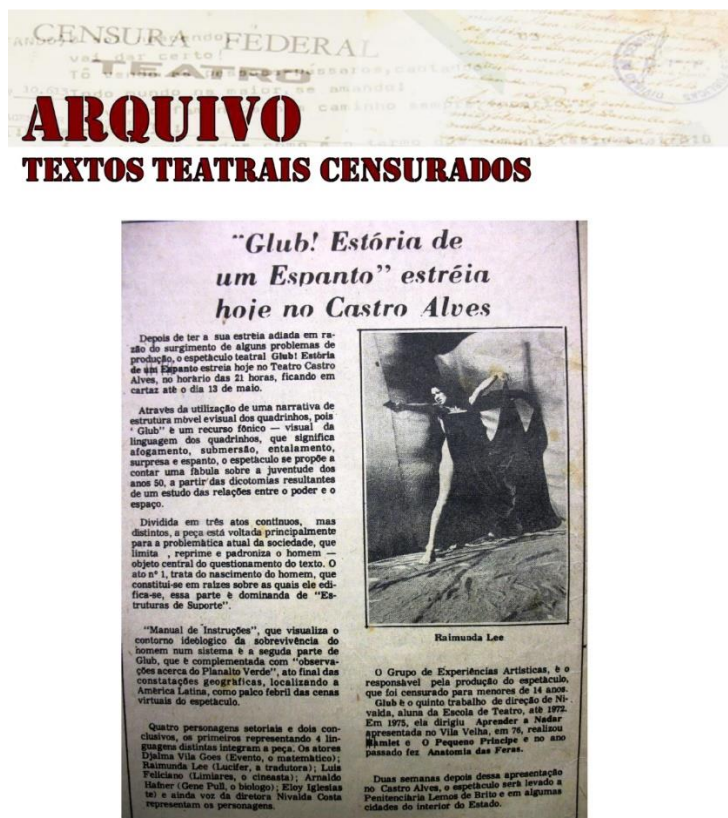 CENSURA FEDERAL
TEATRO
ARQUIVO
TEXTOS TEATRAIS CENSURADOS
"Glub! Estória de
um Espanto" estréia
hoje no Castro Alves
Depois de ter a sua estréia adiada em ra-
zão do surgimento de alguns problemas de
produção, o espetáculo teatral Glub! Estória
de um Espanto estreia hoje no Teatro Castro
Alves, no horário das 21 horas, ficando em
cartaz até o dia 13 de maio.
Através da utilização de uma narrativa de
estrutura móvel evisual dos quadrinhos, pois
' Glub" é um recurso fônico — visual da
linguagem dos quadrinhos, que significa
afogamento, submersão, entalamento,
surpresa e espanto, o espetáculo se propõe a
contar uma fábula sobre a juventude dos
anos 50, a partir das dicotomias resultantes
de um estudo das relações entre o poder e o
espaço.
Dividida em três atos contínuos, mas
distintos, a peça está voltada principalmente
para a problemática atual da sociedade, que
limita , reprime e padroniza o homem —
objeto central do questionamento do texto. O
ato nº 1, trata do nascimento do homem, que
constitui-se em raízes sobre as quais ele edi-
fica-se, essa parte é dominanda de "Es-
truturas de Suporte".
"Manual de Instruções", que visualiza o
contorno ideológico da sobrevivência do
homem num sistema é a seguda parte de
Glub, que é complementada com "observa-
ções acerca do Planalto Verde", ato final das
constatações geográficas, localizando a
América Latina, como palco febril das cenas
virtuais do espetáculo.
Quatro personagens setoriais e dois con-
clusivos, os primeiros representando 4 lin-
guagens distintas integram a peça. Os atores
Djalma Vila Goes (Evento, o matemático);
Raimunda Lee (Lucifer, a tradutora); Luis
Feliciano (Limiares, o cineasta); Arnaldo
Hafner (Gene Pull, o biologo); Eloy Iglesias
te) e ainda voz da diretora Nivalda Costa
representam os personagens.
Raimunda Lee
O Grupo de Experiências Artísticas, é o
responsável pela produção do espetáculo,
que foi censurado para menores de 14 anos.
Glub é o quinto trabalho de direção de Ni-
valda, aluna da Escola de Teatro, até 1972.
Em 1975, ela dirigiu Aprender a Nadar
apresentada no Vila Velha, em 76, realizou
Hamlet e O Pequeno Príncipe e no ano
passado fez Anatomia das Feras.
Duas semanas depois dessa apresentação
no Castro Alves, o espetáculo será levado a
Penitenciária Lemos de Brito e em algumas
cidades do interior do Estado.